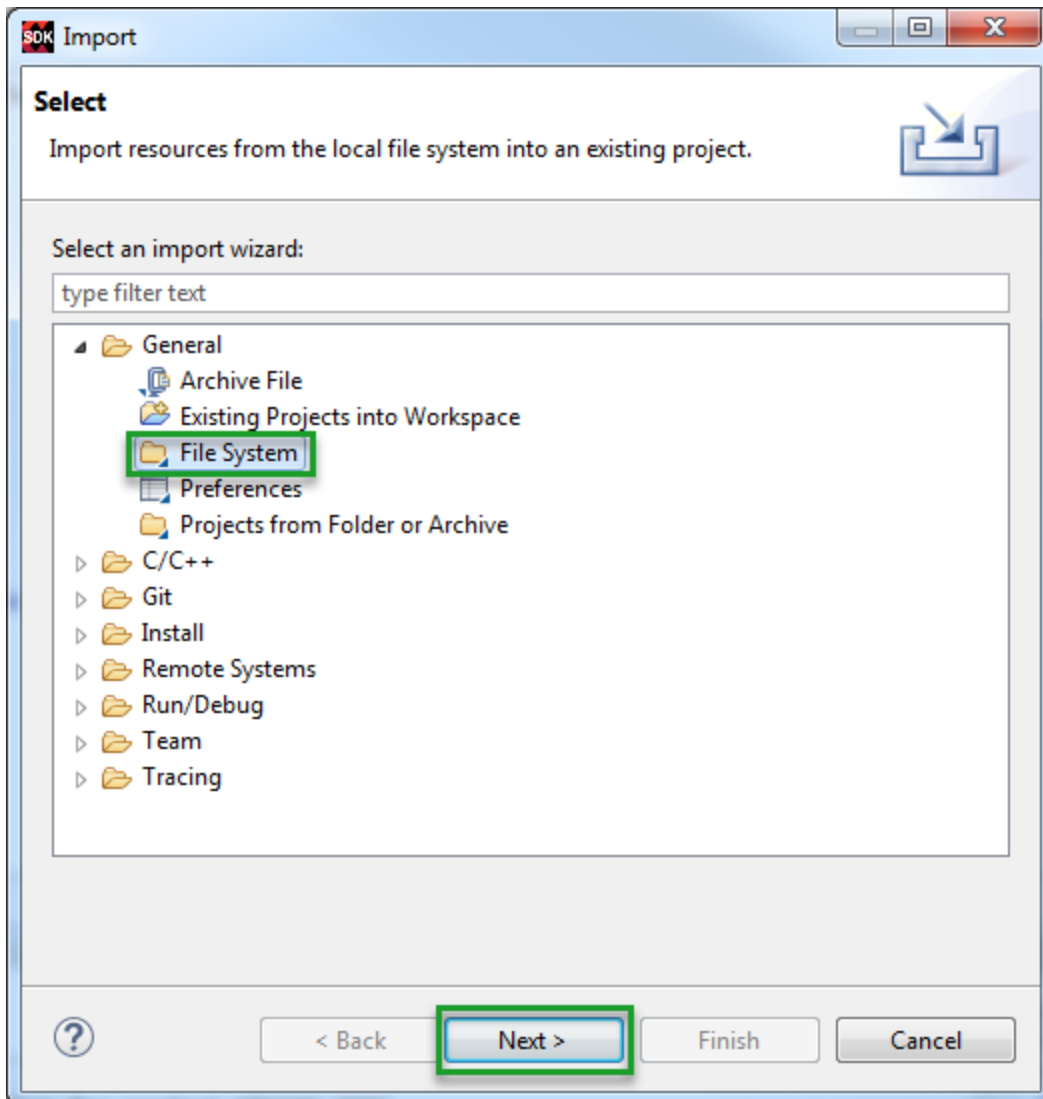 SDK Import
Select
Import resources from the local file system into an existing project.
Select an import wizard:
type filter text
General
Archive File
Existing Projects into Workspace
File System
Preferences
Projects from Folder or Archive
C/C++
Git
Install
Remote Systems
Run/Debug
Team
Tracing
? < Back Next > Finish Cancel